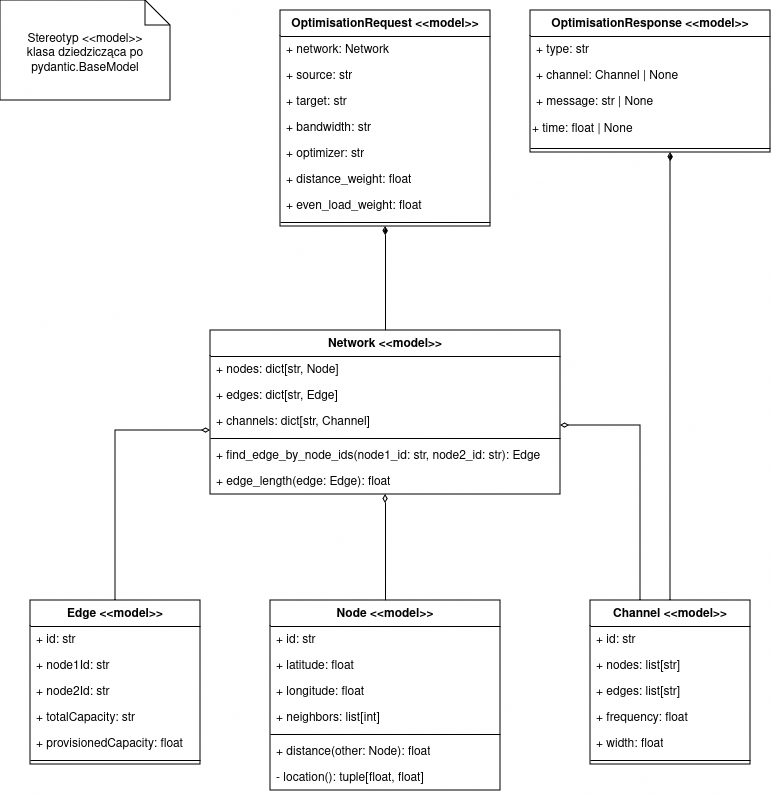 Stereotyp <<model>>
klasa dziedzicząca po
pydantic.BaseModel
OptimisationRequest <<model>>
+ network: Network
+ source: str
+ target: str
+ bandwidth: str
+ optimizer: str
+ distance_weight: float
+ even_load_weight: float
OptimisationResponse <<model>>
+ type: str
+ channel: Channel | None
+ message: str | None
+ time: float | None
Network <<model>>
+ nodes: dict[str, Node]
+ edges: dict[str, Edge]
+ channels: dict[str, Channel]
+ find_edge_by_node_ids(node1_id: str, node2_id: str): Edge
+ edge_length(edge: Edge): float
Edge <<model>>
+ id: str
+ node1Id: str
+ node2Id: str
+ totalCapacity: str
+ provisionedCapacity: float
Node <<model>>
+ id: str
+ latitude: float
+ longitude: float
+ neighbors: list[int]
+ distance(other: Node): float
- location(): tuple[float, float]
Channel <<model>>
+ id: str
+ nodes: list[str]
+ edges: list[str]
+ frequency: float
+ width: float